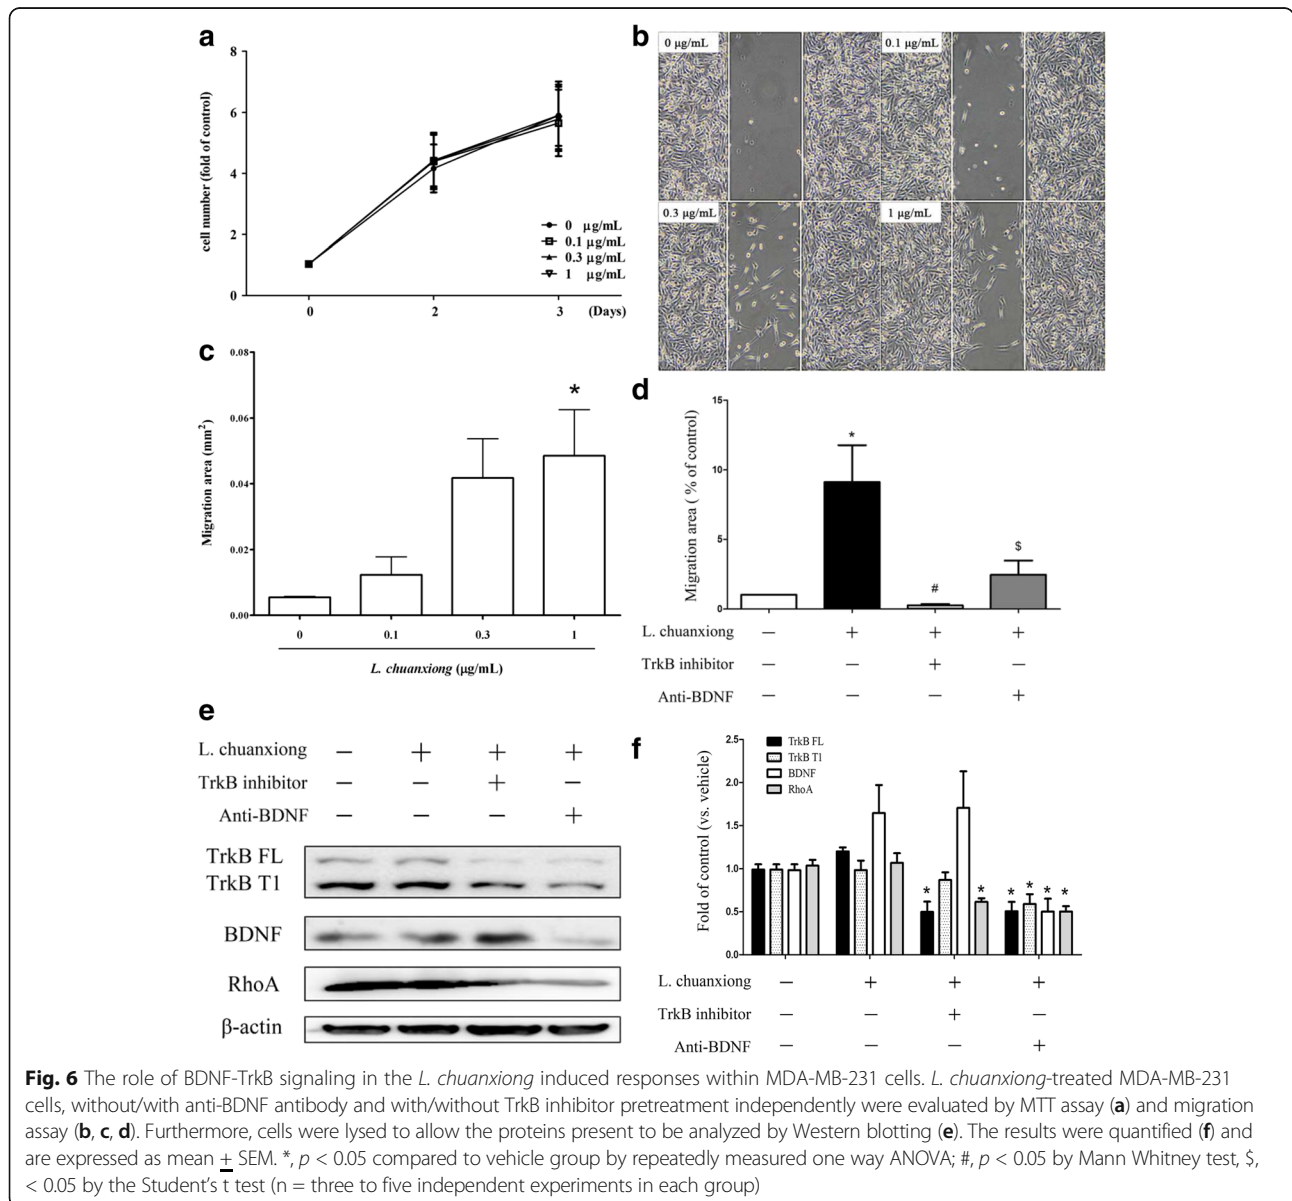 a
8
6
4
2
0
cell number (fold of control)
0 μg/mL
0.1 μg/mL
0.3 μg/mL
1 μg/mL
0 2 3 (Days)
b
0 μg/mL 0.1 μg/mL
0.3 μg/mL 1 μg/mL
c
0.08
0.06
0.04
0.02
0.00
Migration area (mm²)
*
0 0.1 0.3 1
L. chuanxiong (μg/mL)
d
15
10
5
0
Migration area ( % of control)
* # $
L. chuanxiong − + + +
TrkB inhibitor − − + −
Anti-BDNF − − − +
e
L. chuanxiong − + + +
TrkB inhibitor − − + −
Anti-BDNF − − − +
TrkB FL
TrkB T1
BDNF
RhoA
β-actin
f
2.5
2.0
1.5
1.0
0.5
0.0
Fold of control (vs. vehicle)
TrkB FL
TrkB T1
BDNF
RhoA
* * * * * *
L. chuanxiong − + + +
TrkB inhibitor − − + −
Anti-BDNF − − − +
Fig. 6 The role of BDNF-TrkB signaling in the L. chuanxiong induced responses within MDA-MB-231 cells. L. chuanxiong-treated MDA-MB-231
cells, without/with anti-BDNF antibody and with/without TrkB inhibitor pretreatment independently were evaluated by MTT assay (a) and migration
assay (b, c, d). Furthermore, cells were lysed to allow the proteins present to be analyzed by Western blotting (e). The results were quantified (f) and
are expressed as mean ± SEM. *, p < 0.05 compared to vehicle group by repeatedly measured one way ANOVA; #, p < 0.05 by Mann Whitney test, $,
< 0.05 by the Student's t test (n = three to five independent experiments in each group)